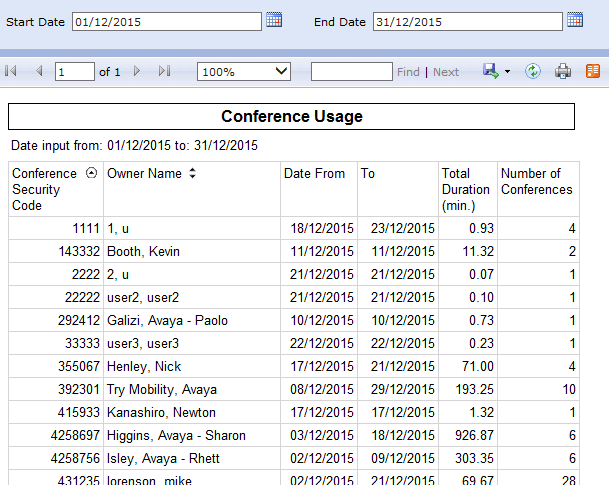 Start Date 01/12/2015 End Date 31/12/2015
1 of 1 100% Find | Next
Conference Usage
Date input from: 01/12/2015 to: 31/12/2015
Conference Security Code Owner Name Date From To Total Duration (min.) Number of Conferences
1111 1, u 18/12/2015 23/12/2015 0.93 4
143332 Booth, Kevin 11/12/2015 11/12/2015 11.32 2
2222 2, u 21/12/2015 21/12/2015 0.07 1
22222 user2, user2 21/12/2015 21/12/2015 0.10 1
292412 Galizi, Avaya - Paolo 10/12/2015 10/12/2015 0.73 1
33333 user3, user3 22/12/2015 22/12/2015 0.23 1
355067 Henley, Nick 17/12/2015 21/12/2015 71.00 4
392301 Try Mobility, Avaya 08/12/2015 29/12/2015 193.25 10
415933 Kanashiro, Newton 17/12/2015 17/12/2015 1.32 1
4258697 Higgins, Avaya - Sharon 03/12/2015 18/12/2015 926.87 6
4258756 Isley, Avaya - Rhett 02/12/2015 09/12/2015 303.35 6
431235 lorenson, mike 02/12/2015 21/12/2015 69.67 28